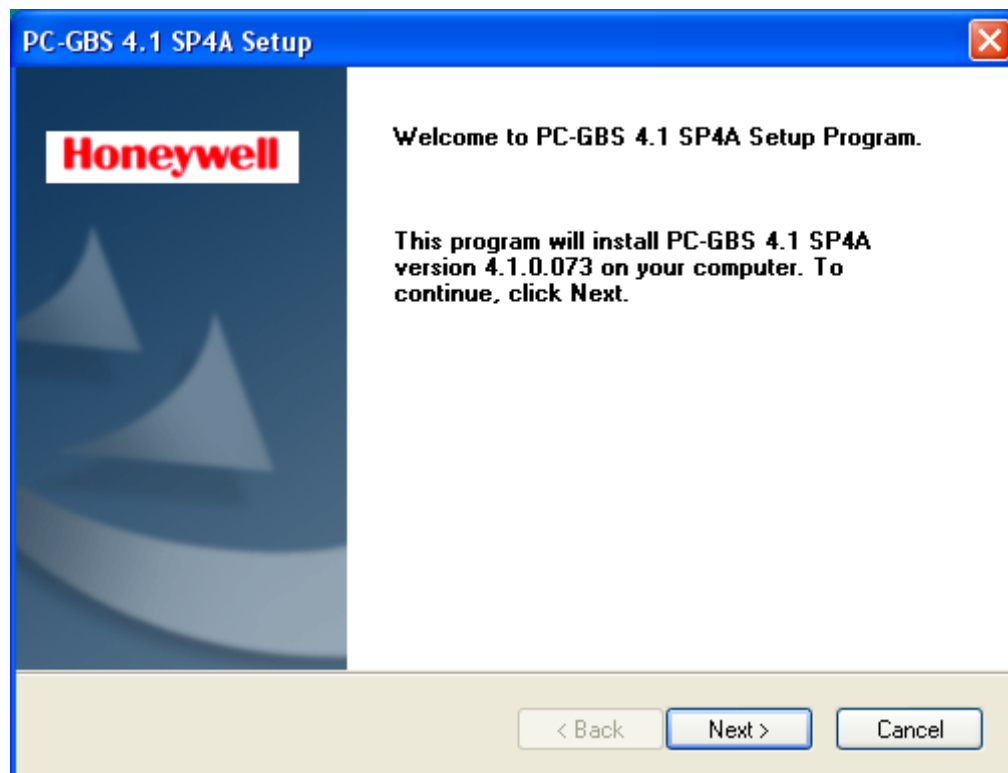 PC-GBS 4.1 SP4A Setup
Honeywell
Welcome to PC-GBS 4.1 SP4A Setup Program.
This program will install PC-GBS 4.1 SP4A
version 4.1.0.073 on your computer. To
continue, click Next.
< Back
Next >
Cancel